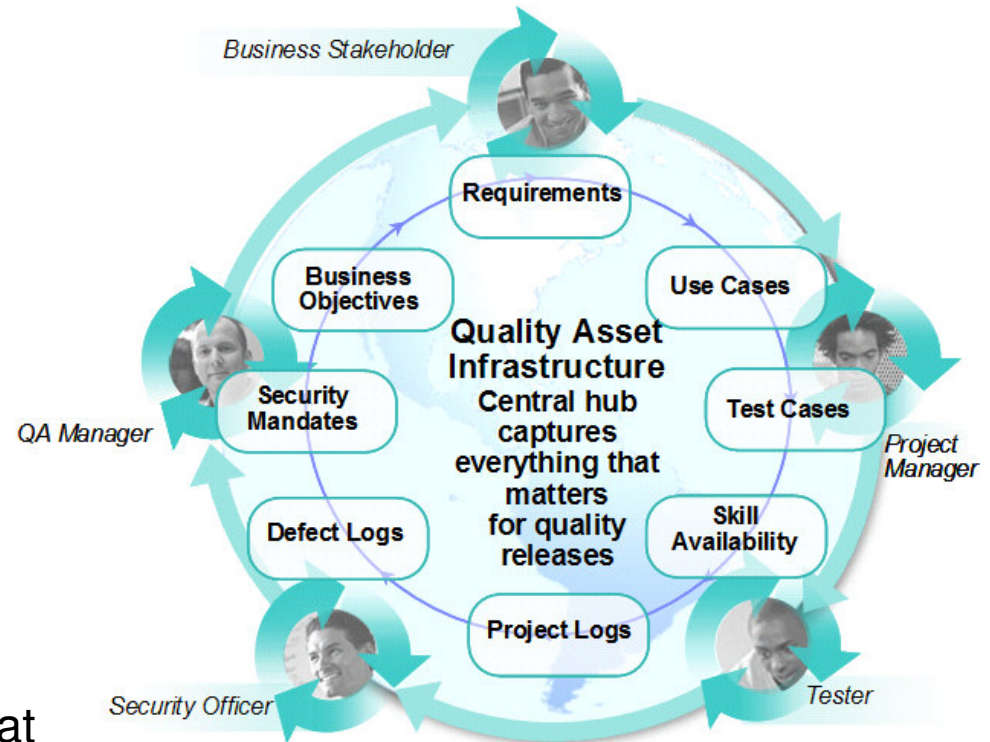 Business Stakeholder
Requirements
Business
Objectives
Use Cases
Quality Asset
Infrastructure
Central hub
captures
everything that
matters
for quality
releases
Security
Mandates
Test Cases
QA Manager
Project
Manager
Defect Logs
Skill
Availability
Project Logs
Security Officer
Tester
at